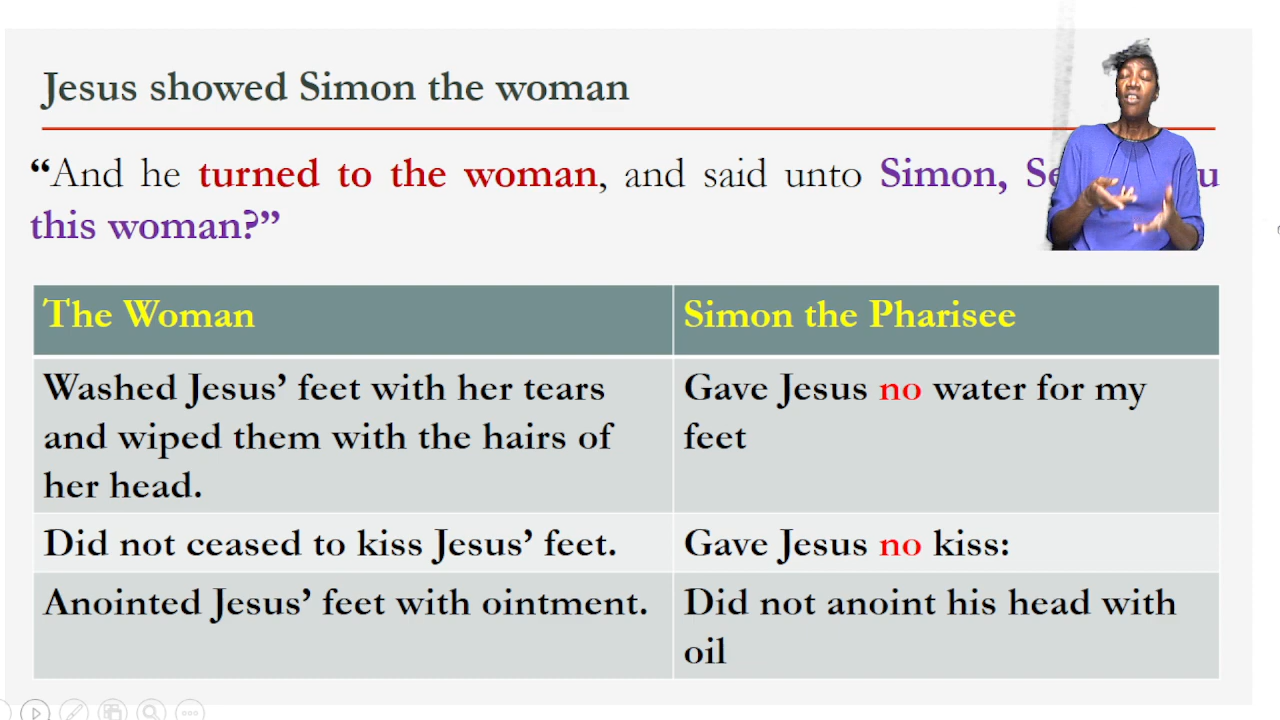 Jesus showed Simon the woman
“And he turned to the woman, and said unto Simon,
this woman?”
The Woman
Simon the Pharisee
Washed Jesus’ feet with her tears
and wiped them with the hairs of
her head.
Gave Jesus no water for my
feet
Did not ceased to kiss Jesus’ feet.
Gave Jesus no kiss:
Anointed Jesus’ feet with ointment.
Did not anoint his head with
oil